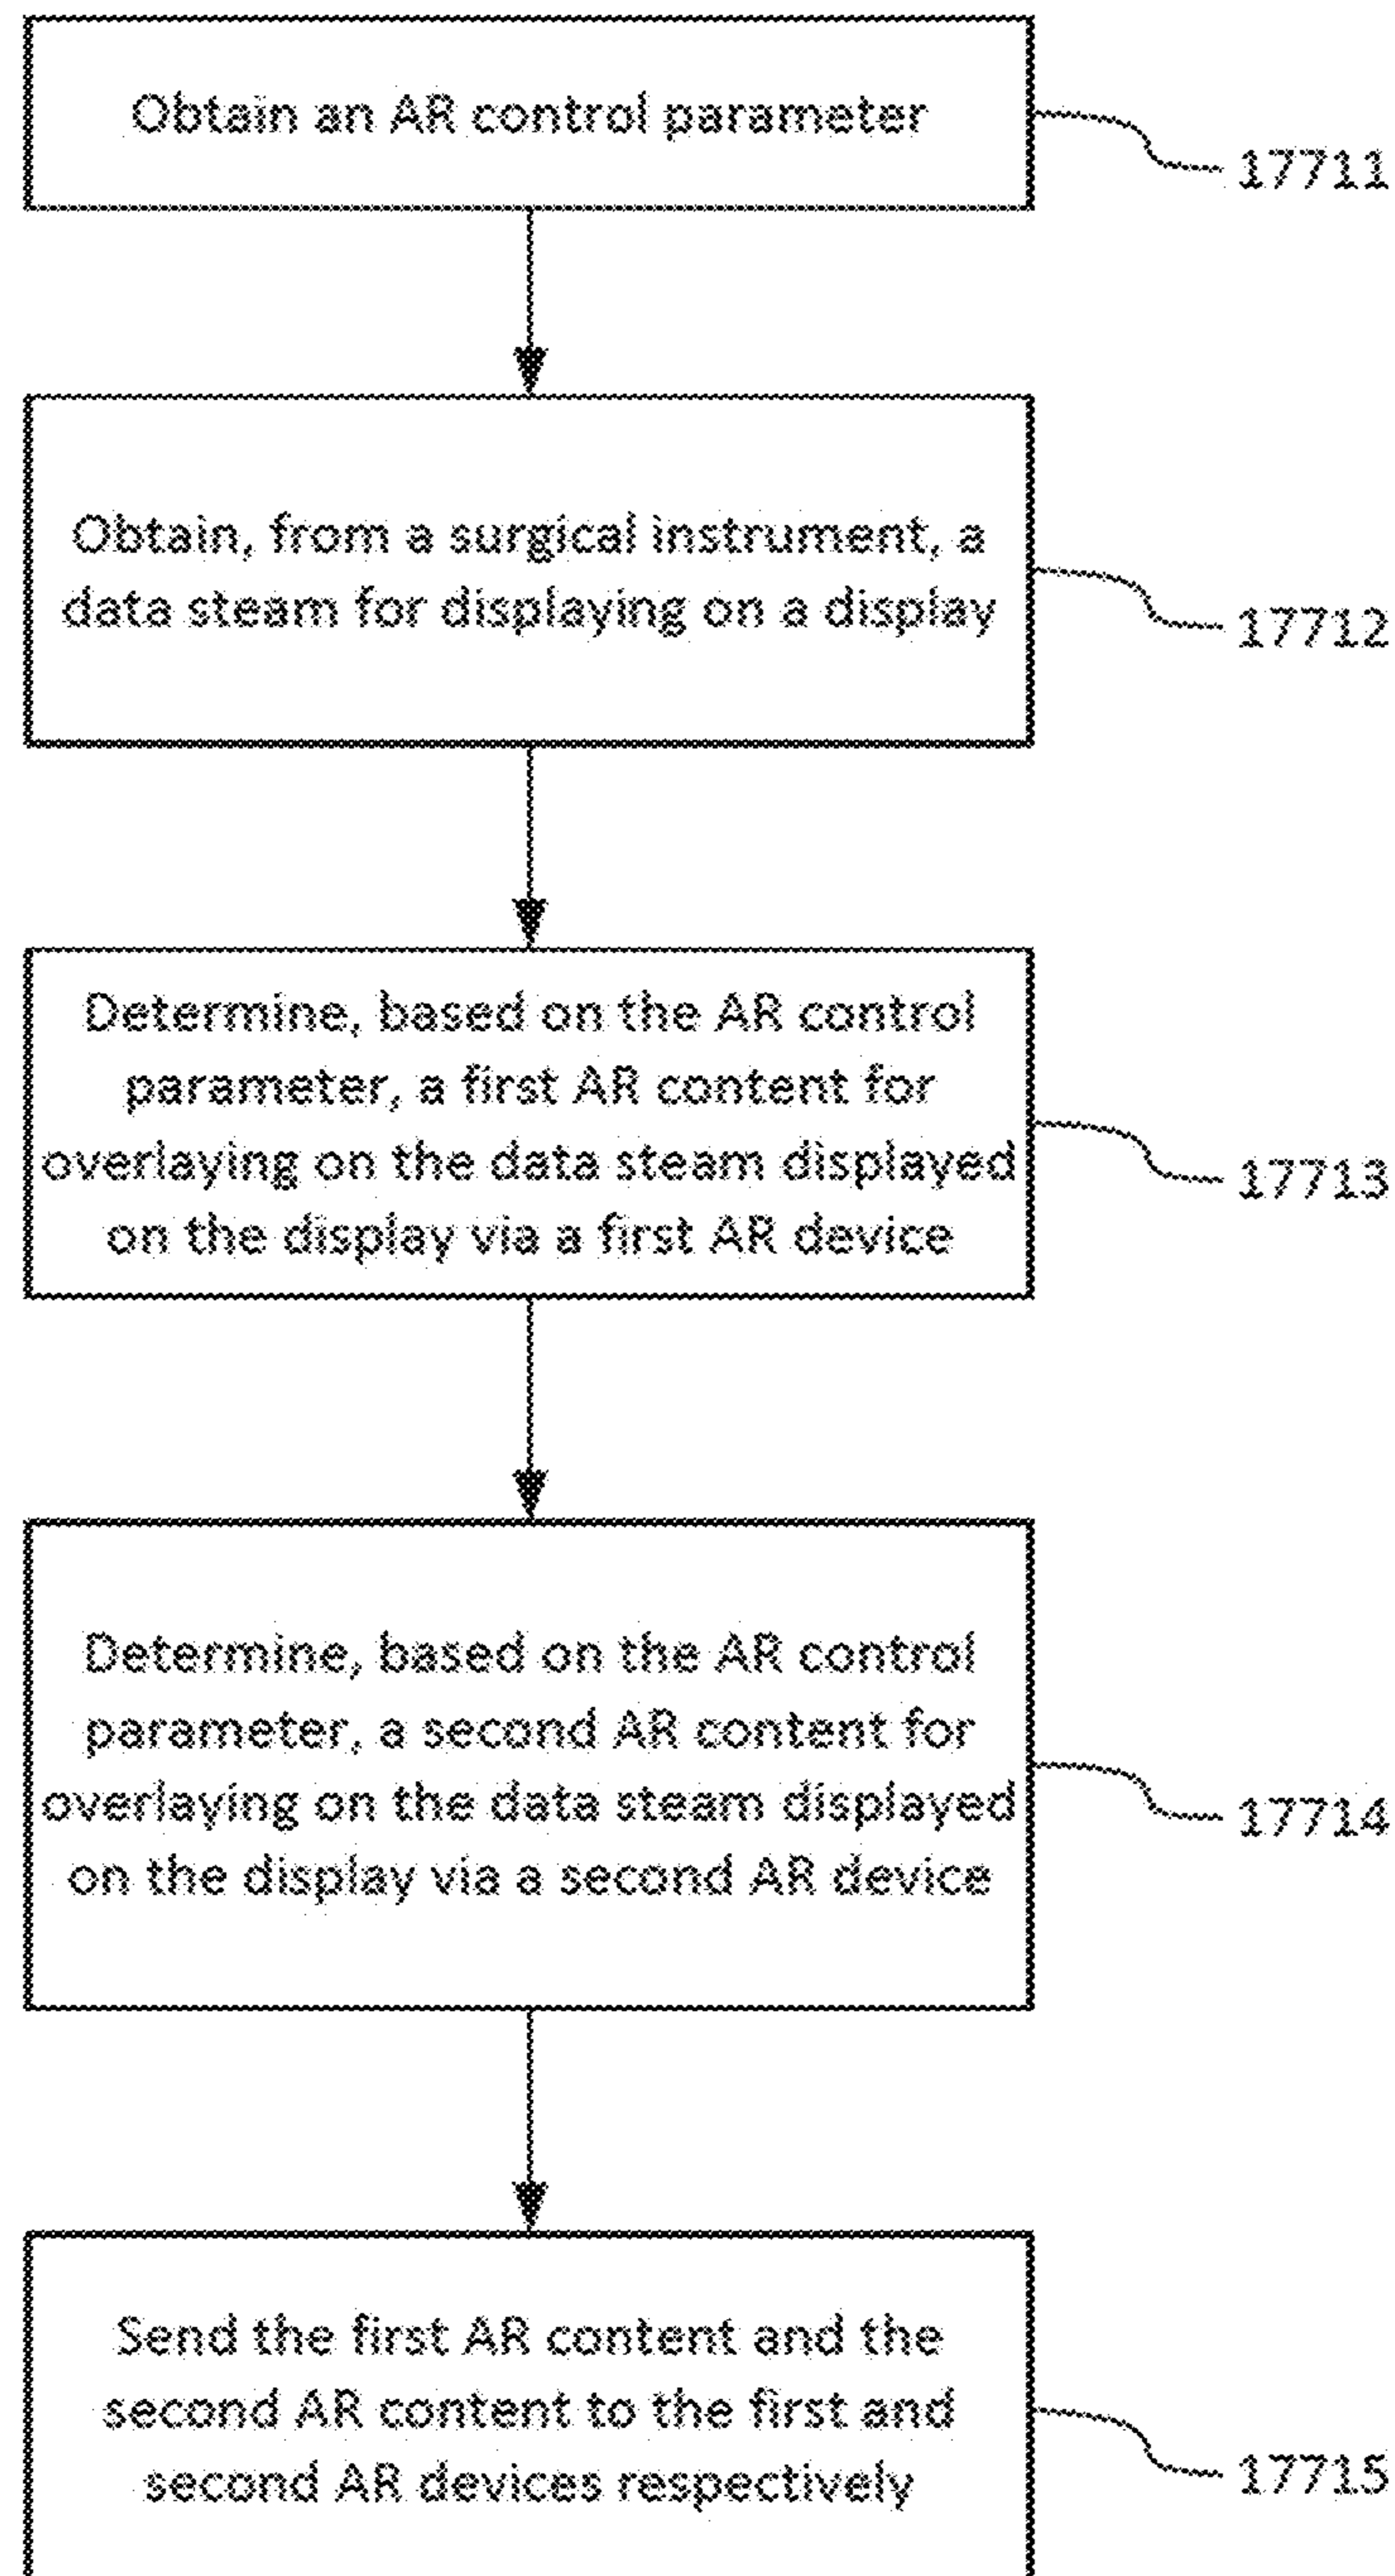 Obtain an AR control parameter
17711
Obtain, from a surgical instrument, a
data steam for displaying on a display
17712
Determine, based on the AR control
parameter, a first AR content for
overlaying on the data steam displayed
on the display via a first AR device
17713
Determine, based on the AR control
parameter, a second AR content for
overlaying on the data steam displayed
on the display via a second AR device
17714
Send the first AR content and the
second AR content to the first and
second AR devices respectively
17715